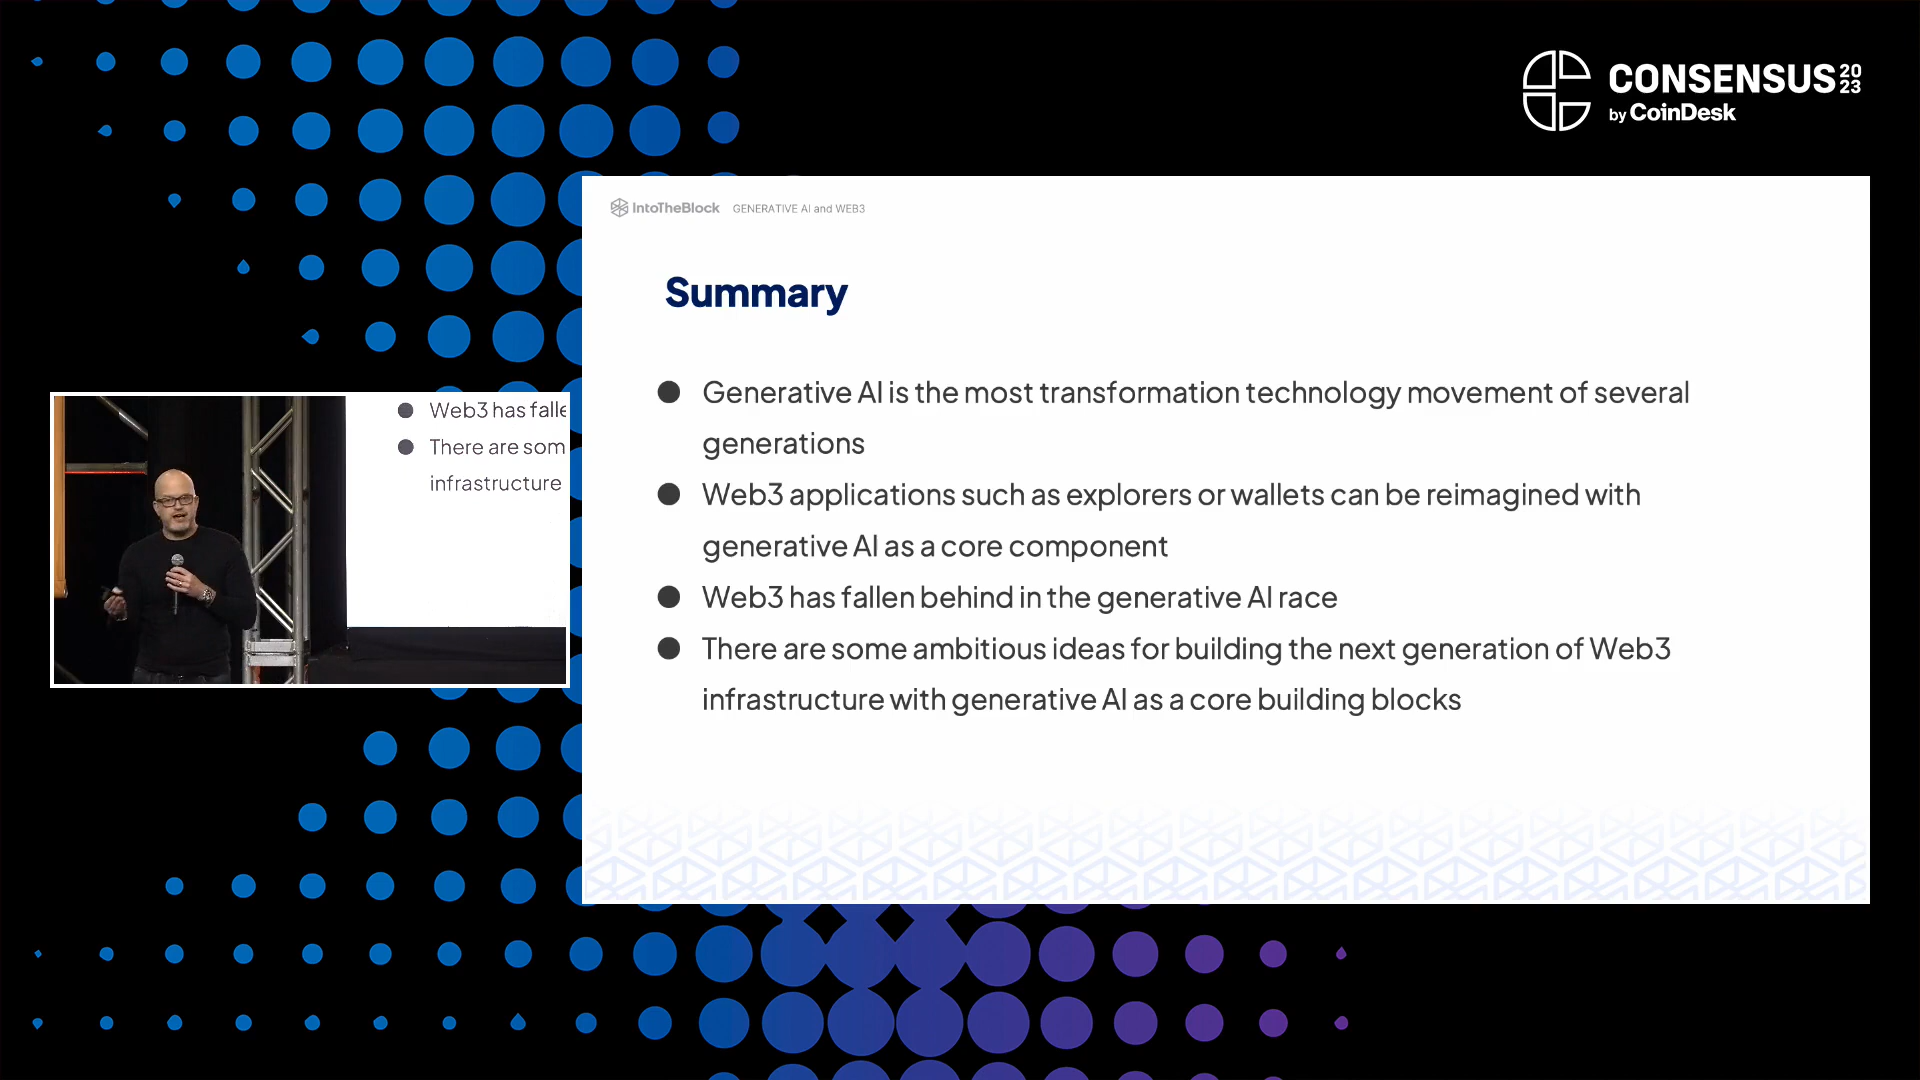 CONSENSUS 20
23
by CoinDesk
IntoTheBlock GENERATIVE AI and WEB3
Summary
● Generative AI is the most transformation technology movement of several
generations
● Web3 applications such as explorers or wallets can be reimagined with
generative AI as a core component
● Web3 has fallen behind in the generative AI race
● There are some ambitious ideas for building the next generation of Web3
infrastructure with generative AI as a core building blocks
● Web3 has falle
● There are som
infrastructure